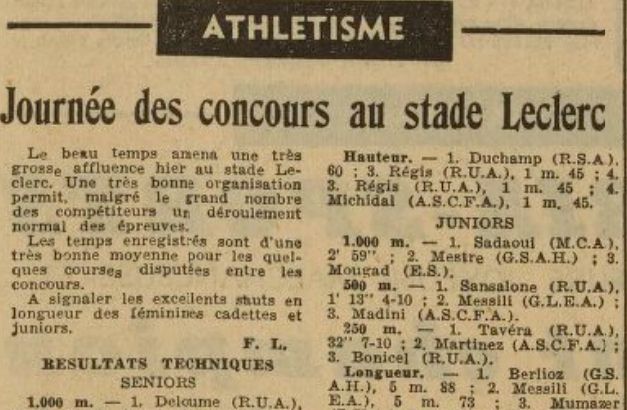 ATHLETISME
Journée des concours au stade Leclerc
Le beau temps amena une très
grosse affluence hier au stade Le-
clerc. Une très bonne organisation
permit, malgré le grand nombre
des compétiteurs un déroulement
normal des épreuves.
Les temps enregistrés sont d'une
très bonne moyenne pour les quel-
ques courses disputées entre les
concours.
A signaler les excellents shuts en
longueur des féminines cadettes et
juniors.
F. L.
RESULTATS TECHNIQUES
SENIORS
1.000 m. — 1. Deloume (R.U.A.),
Hauteur. — 1. Duchamp (R.S.A),
60 ; 3. Régis (R.U.A.), 1 m. 45 ; 4.
3. Régis (R.U.A.), 1 m. 45 ; 4.
Michidal (A.S.C.F.A.), 1 m. 45.
JUNIORS
1.000 m. — 1. Sadaoui (M.C.A),
2' 59'' ; 2. Mestre (G.S.A.H.) ; 3.
Mougad (E.S.).
500 m. — 1. Sansalone (R.U.A),
1' 13'' 4-10 ; 2. Messili (G.L.E.A.) ;
3. Madini (A.S.C.F.A.).
250 m. — 1. Tavéra (R.U.A),
32'' 7-10 ; 2. Martinez (A.S.C.F.A.) ;
3. Bonicel (R.U.A.).
Longueur. — 1. Berlioz (G.S.
A.H.), 5 m. 88 ; 2. Messili (G.L.
E.A.), 5 m. 73 ; 3. Mumazer